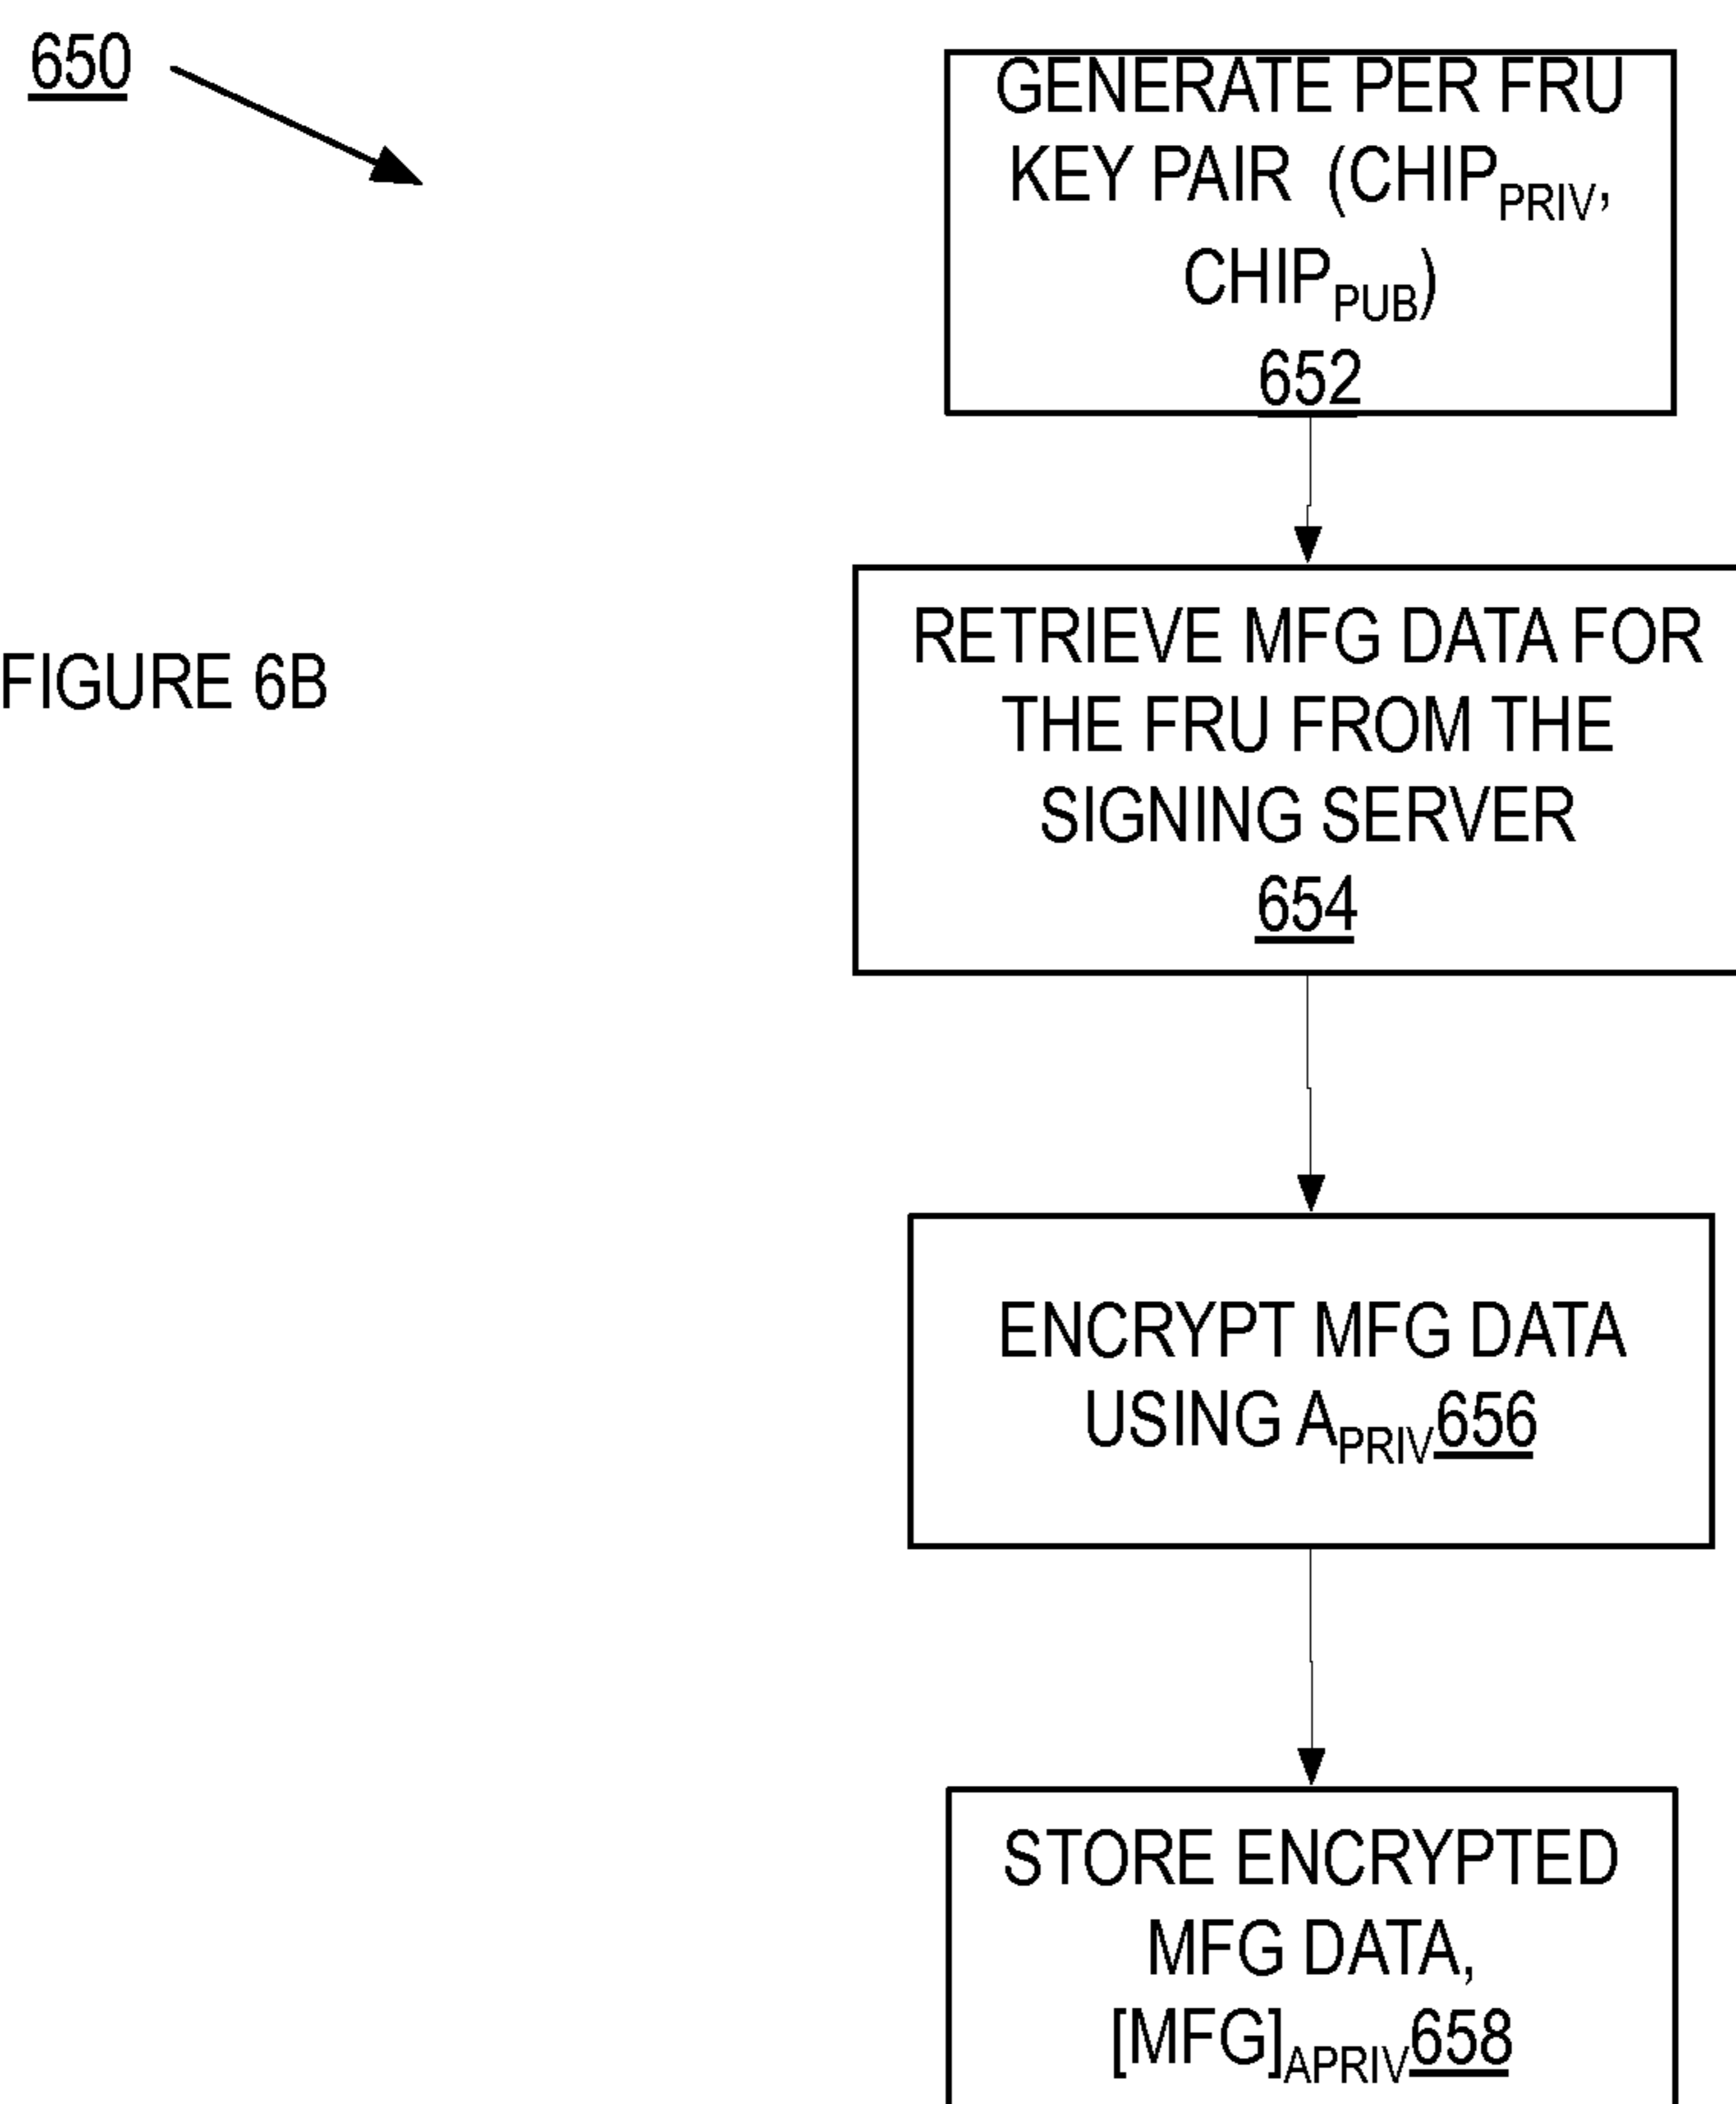 650
GENERATE PER FRU
KEY PAIR (CHIPPRIV,
CHIPPUB)
652
FIGURE 6B
RETRIEVE MFG DATA FOR
THE FRU FROM THE
SIGNING SERVER
654
ENCRYPT MFG DATA
USING APRIV656
STORE ENCRYPTED
MFG DATA,
[MFG]APRIV658